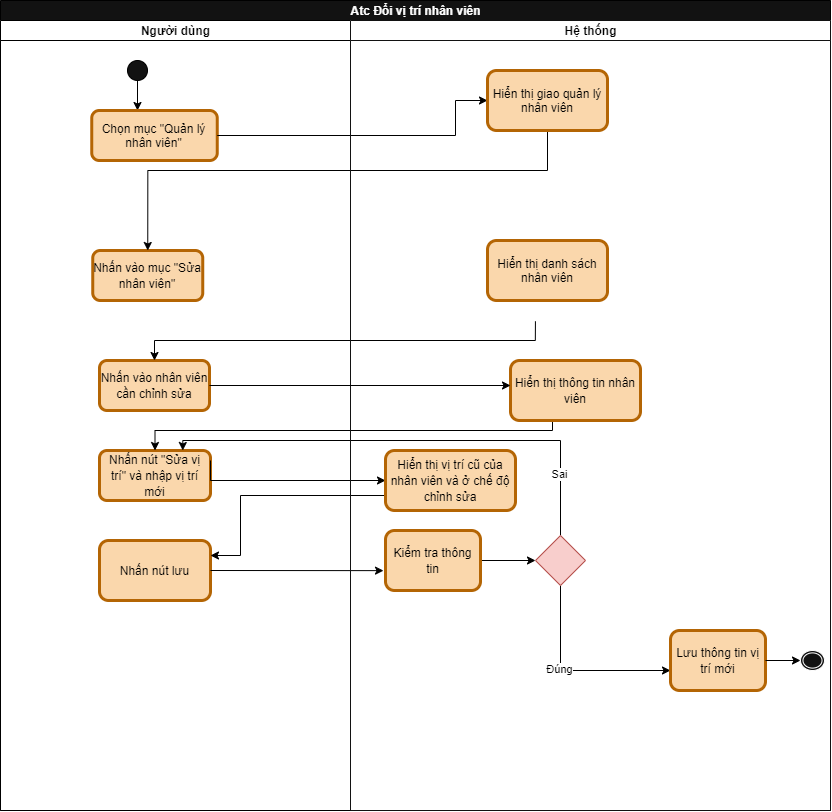 Atc Đổi vị trí nhân viên
Người dùng
Hệ thống
Chọn mục "Quản lý
nhân viên"
Hiển thị giao quản lý
nhân viên
Nhấn vào mục "Sửa
nhân viên"
Hiển thị danh sách
nhân viên
Nhấn vào nhân viên
cần chỉnh sửa
Hiển thị thông tin nhân
viên
Nhấn nút "Sửa vị
trí" và nhập vị trí
mới
Hiển thị vị trí cũ của
nhân viên và ở chế độ
chỉnh sửa
Sai
Nhấn nút lưu
Kiểm tra thông
tin
Đúng
Lưu thông tin vị
trí mới